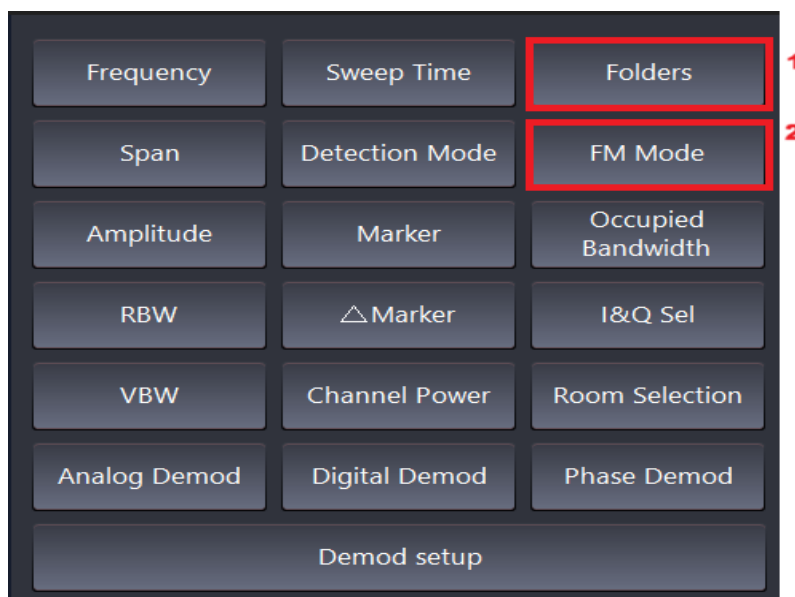 Frequency
Sweep Time
Folders
1
Span
Detection Mode
FM Mode
2
Amplitude
Marker
Occupied
Bandwidth
RBW
△Marker
I&Q Sel
VBW
Channel Power
Room Selection
Analog Demod
Digital Demod
Phase Demod
Demod setup